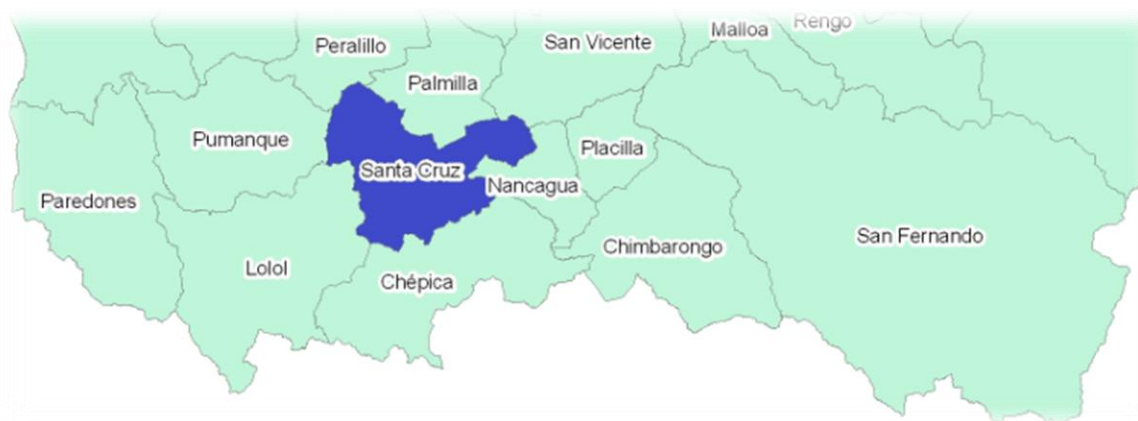 Rengo
Malloa
San Vicente
Peralillo
Palmilla
Pumanque
Placilla
Santa Cruz
Nancagua
Paredones
San Fernando
Chimbarongo
Lolol
Chépica